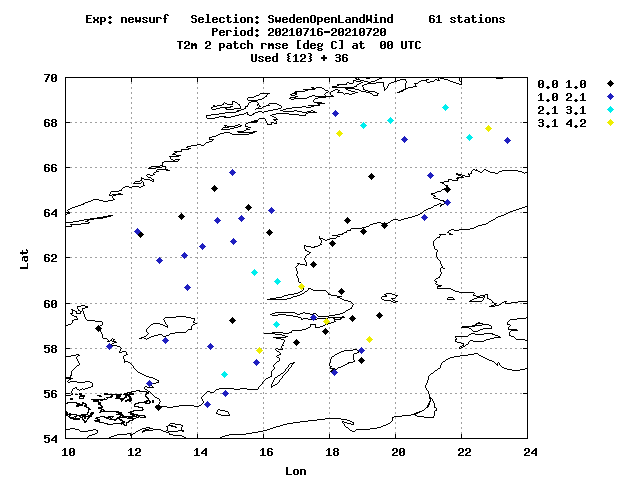 Exp: newsurf   Selection: SwedenOpenLandWind     61 stations
Period: 20210716-20210720
T2m 2 patch rmse [deg C] at  00 UTC
Used {12} + 36
0.0 1.0
1.0 2.1
2.1 3.1
3.1 4.2
70
68
66
64
62
60
58
56
54
Lat
10 12 14 16 18 20 22 24
Lon